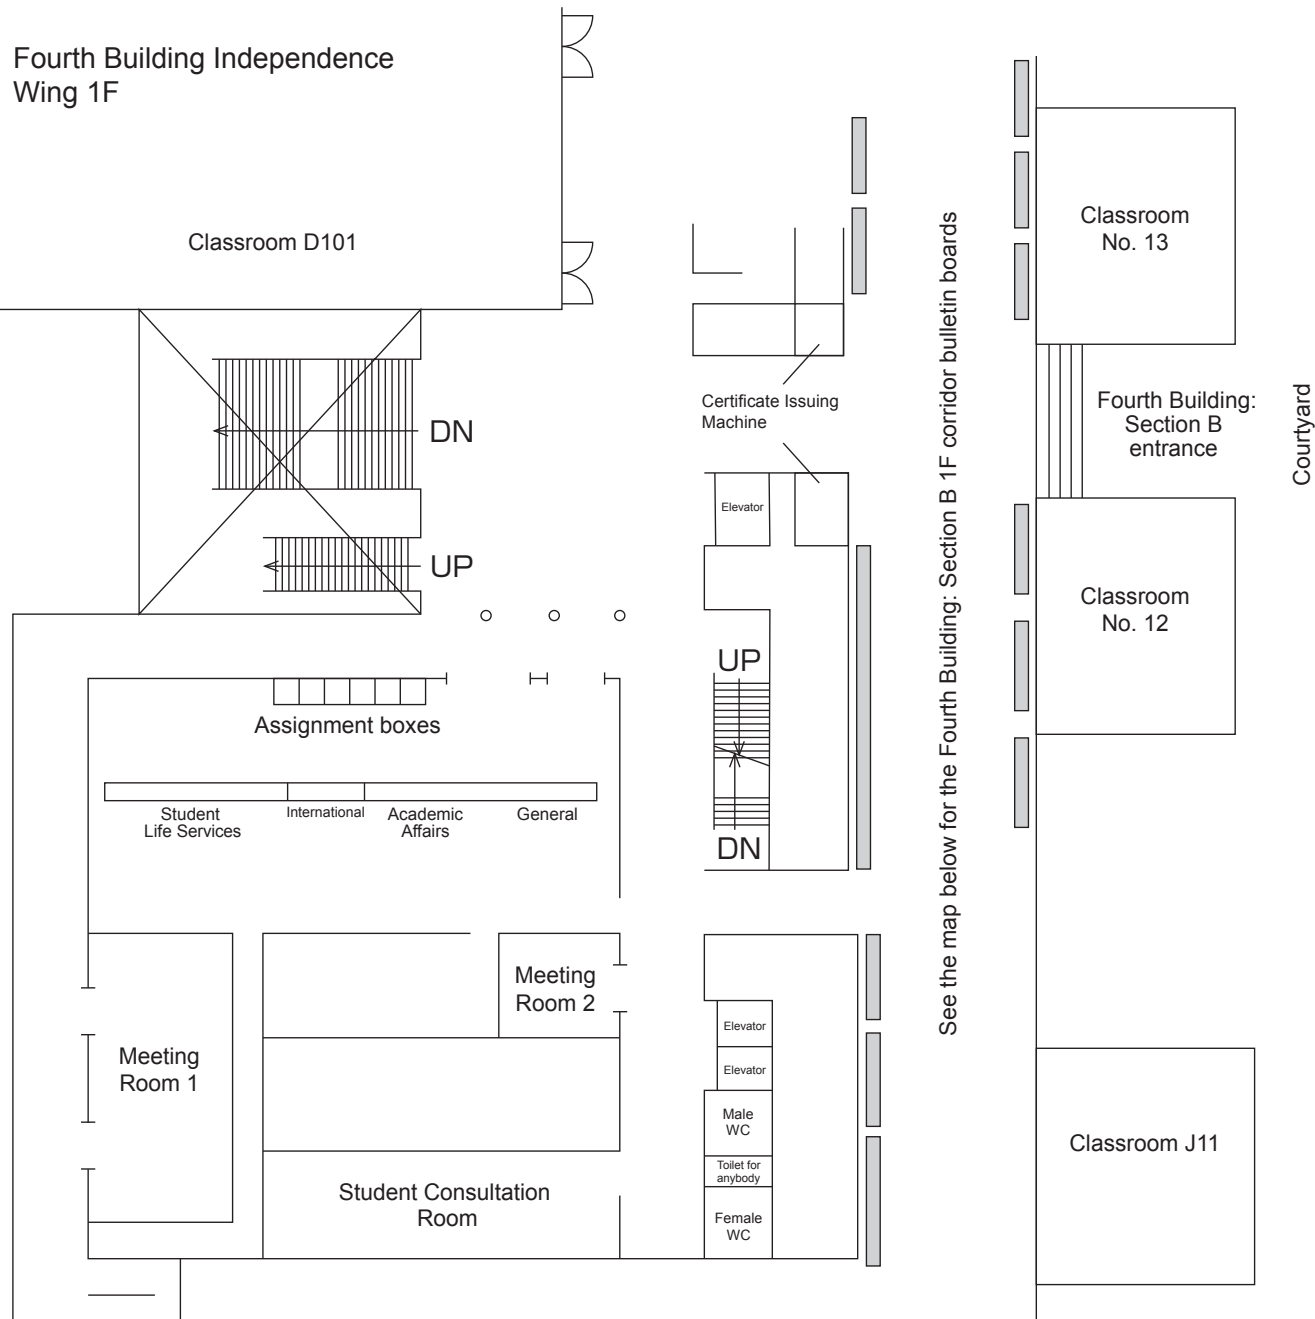 Fourth Building Independence
Wing 1F
Classroom D101
DN
UP
Certificate Issuing
Machine
Elevator
UP
DN
Assignment boxes
Student
Life Services
International
Academic
Affairs
General
Meeting
Room 1
Meeting
Room 2
Student Consultation
Room
Elevator
Elevator
Male
WC
Toilet for
anybody
Female
WC
See the map below for the Fourth Building: Section B 1F corridor bulletin boards
Classroom
No. 13
Fourth Building:
Section B
entrance
Courtyard
Classroom
No. 12
Classroom J11